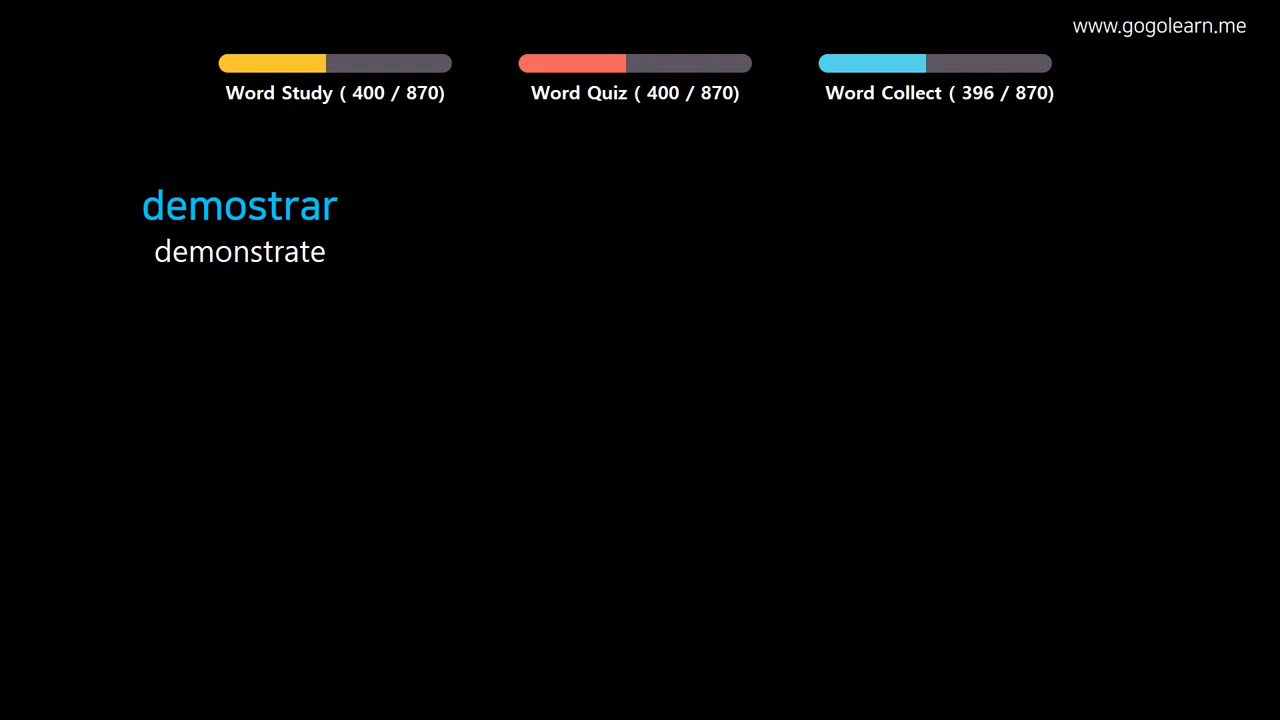 www.gogolearn.me
Word Study ( 400 / 870)
Word Quiz ( 400 / 870)
Word Collect ( 396 / 870)
demostrar
demonstrate